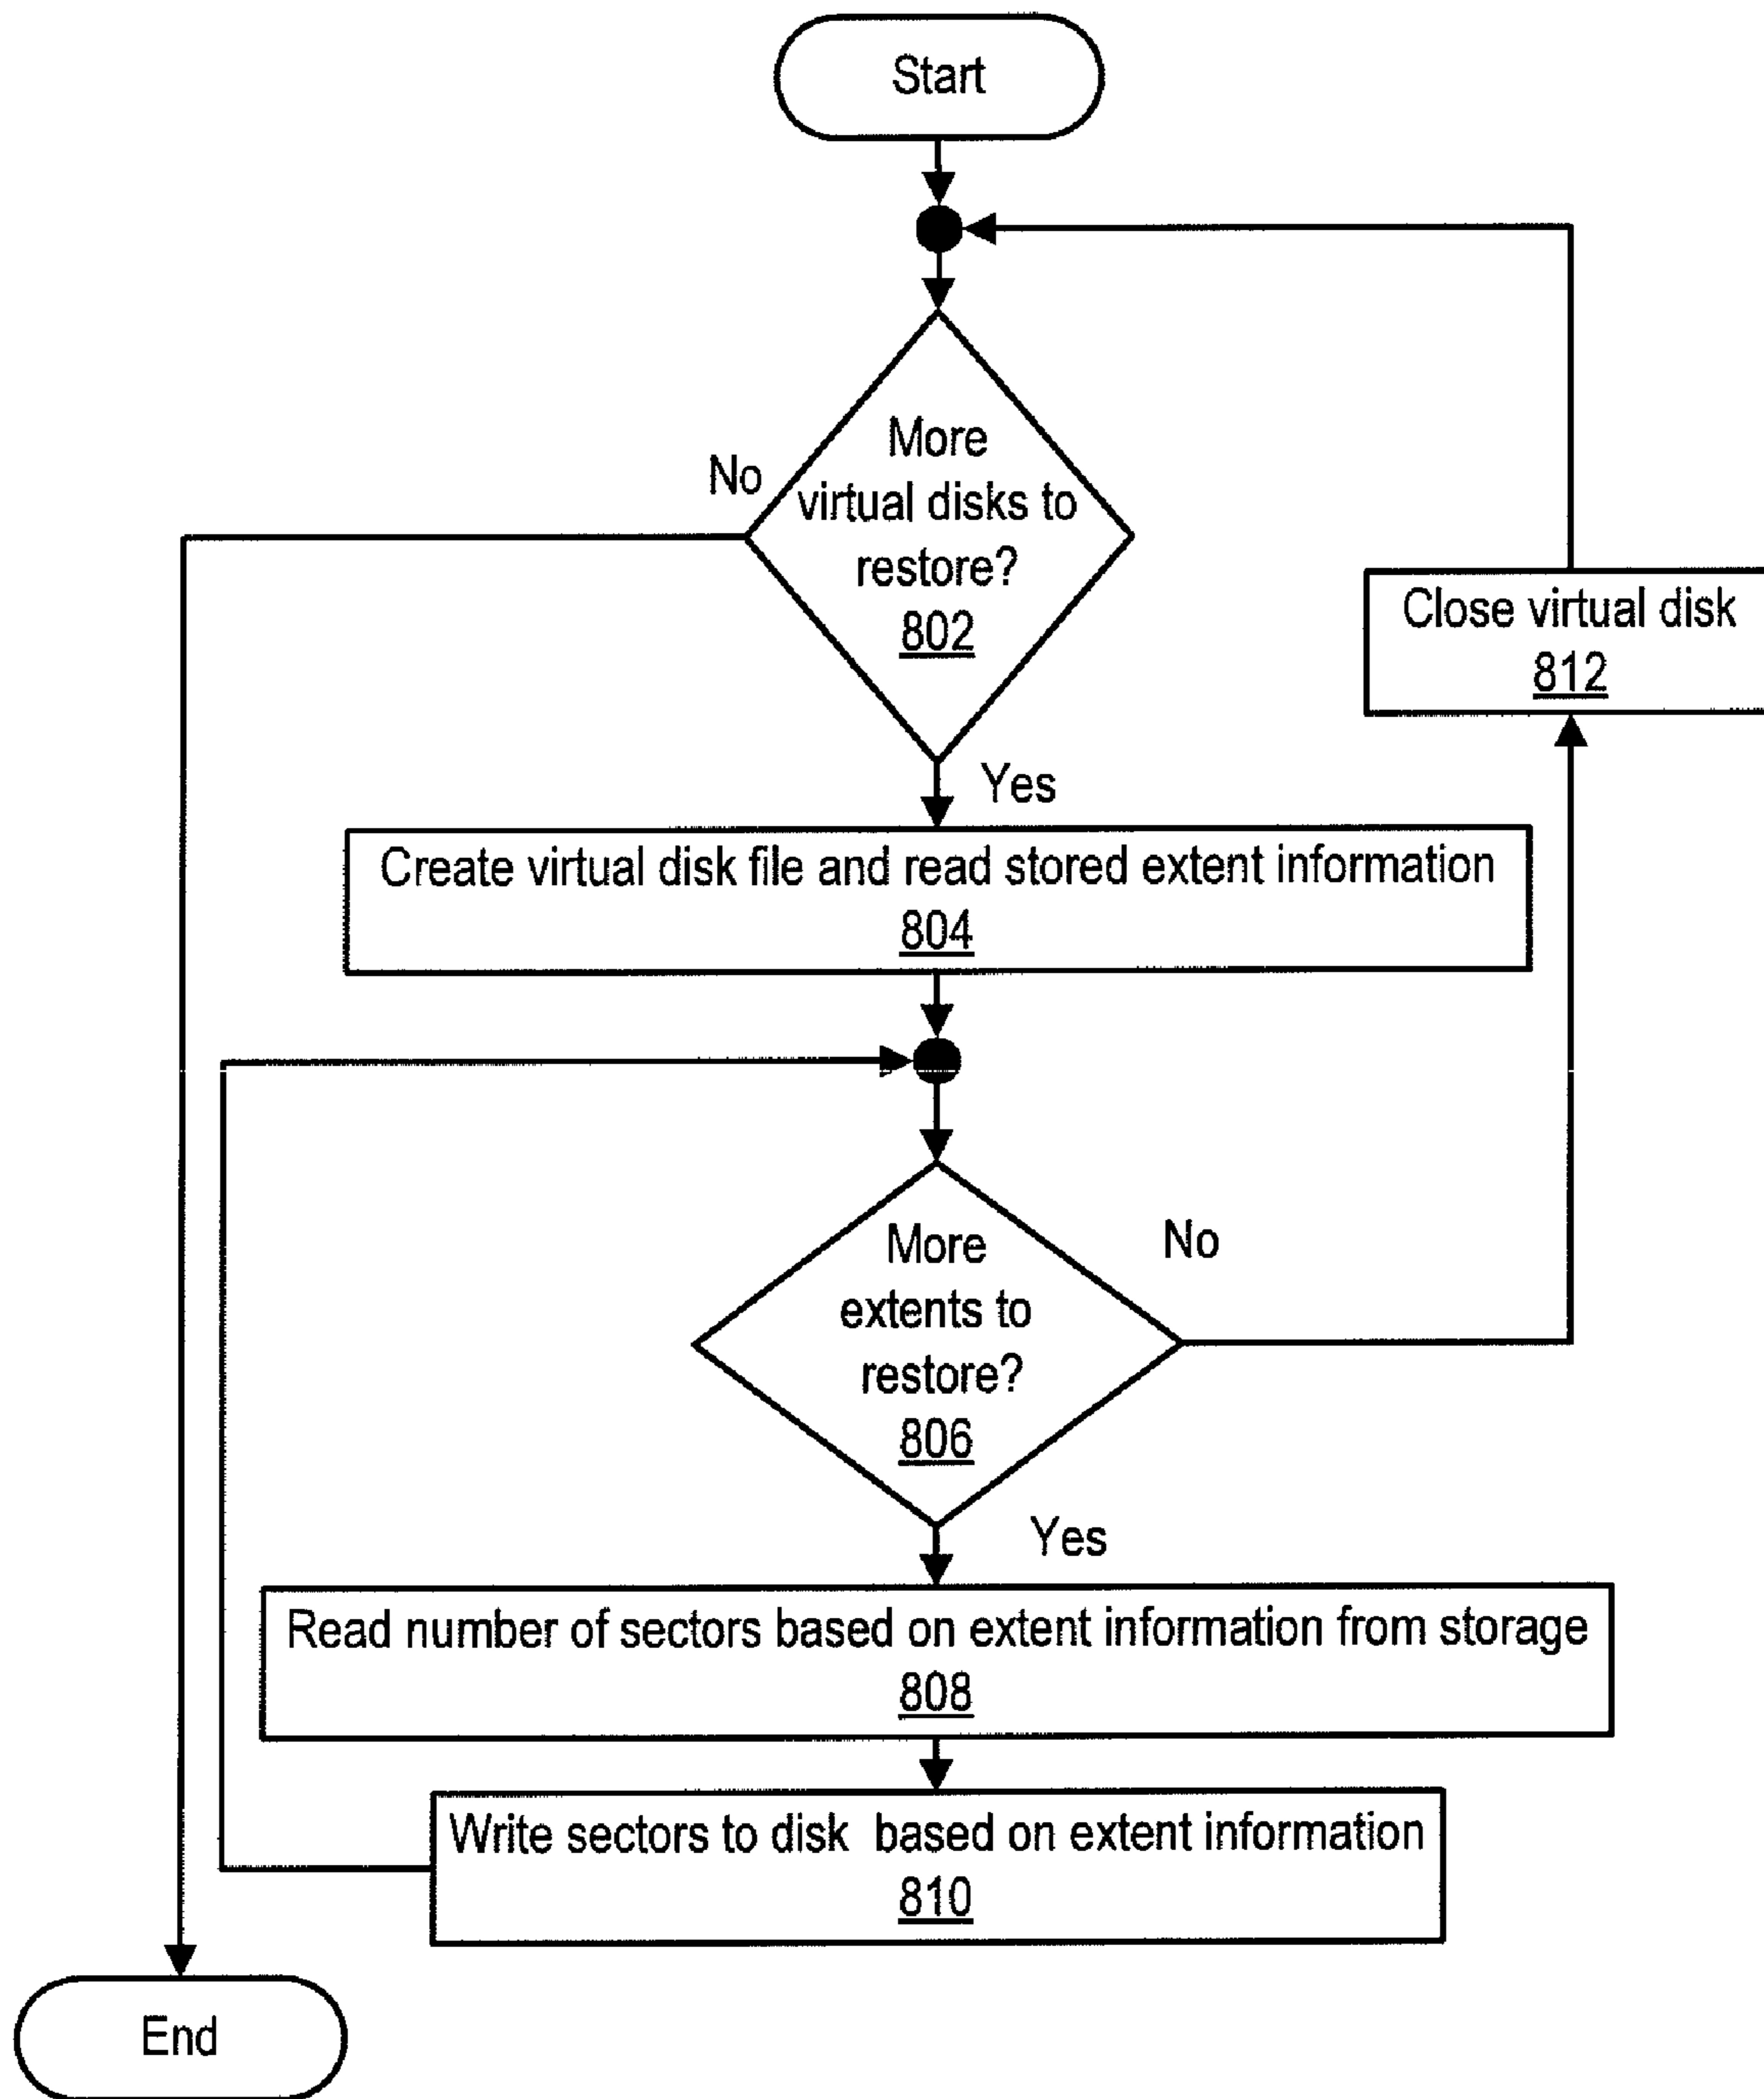 Start
More
virtual disks to
restore?
802
No
Yes
Close virtual disk
812
Create virtual disk file and read stored extent information
804
More
extents to
restore?
806
No
Yes
Read number of sectors based on extent information from storage
808
Write sectors to disk based on extent information
810
End